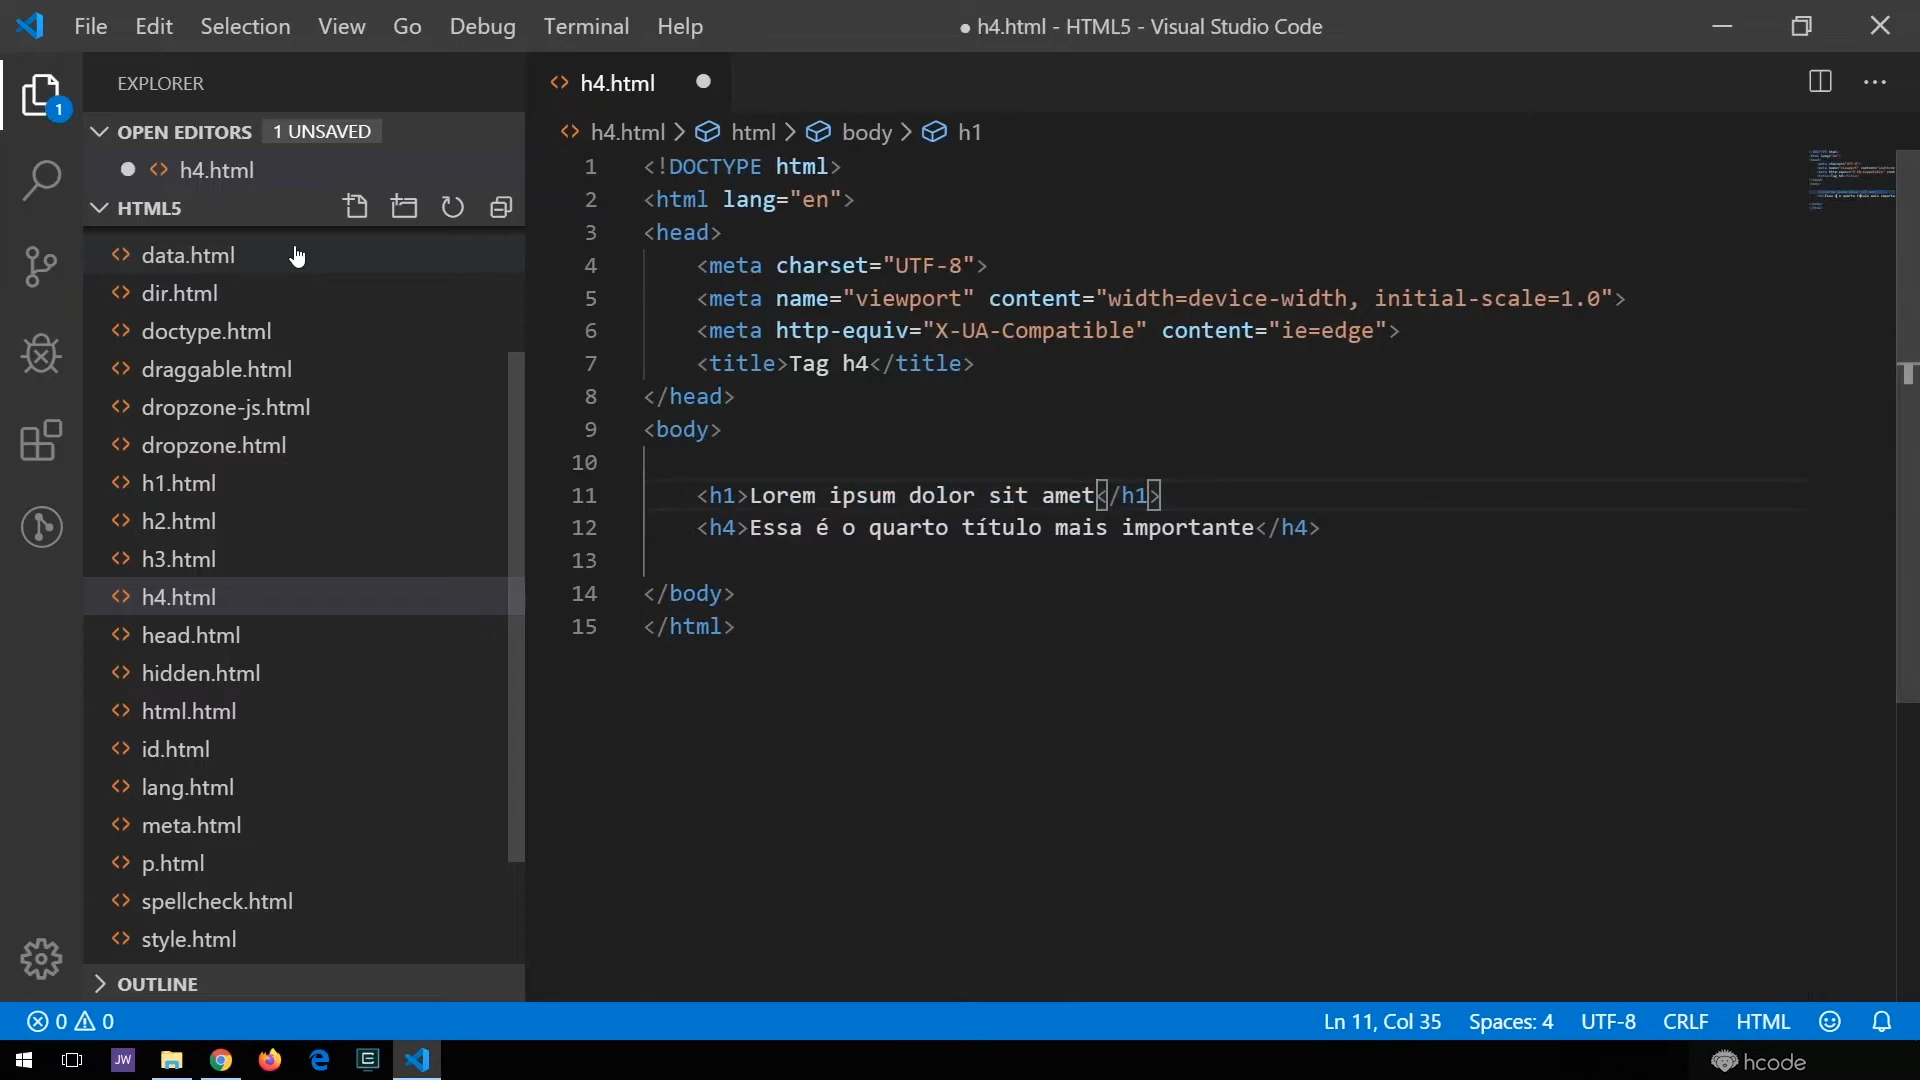 File Edit Selection View Go Debug Terminal Help
● h4.html - HTML5 - Visual Studio Code
EXPLORER
1
OPEN EDITORS 1 UNSAVED
h4.html
HTML5
data.html
dir.html
doctype.html
draggable.html
dropzone-js.html
dropzone.html
h1.html
h2.html
h3.html
h4.html
head.html
hidden.html
html.html
id.html
lang.html
meta.html
p.html
spellcheck.html
style.html
OUTLINE
h4.html
h4.html > html > body > h1
1 <!DOCTYPE html>
2 <html lang="en">
3 <head>
4 <meta charset="UTF-8">
5 <meta name="viewport" content="width=device-width, initial-scale=1.0">
6 <meta http-equiv="X-UA-Compatible" content="ie=edge">
7 <title>Tag h4</title>
8 </head>
9 <body>
10
11 <h1>Lorem ipsum dolor sit amet</h1>
12 <h4>Essa é o quarto título mais importante</h4>
13
14 </body>
15 </html>
0 0
Ln 11, Col 35 Spaces: 4 UTF-8 CRLF HTML
JW
hcode